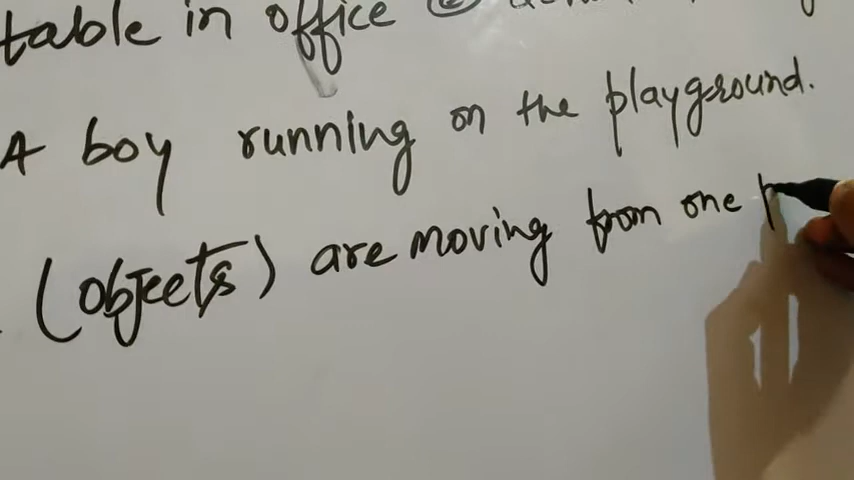 table in office
A boy running on the playground.
(objects) are moving from one